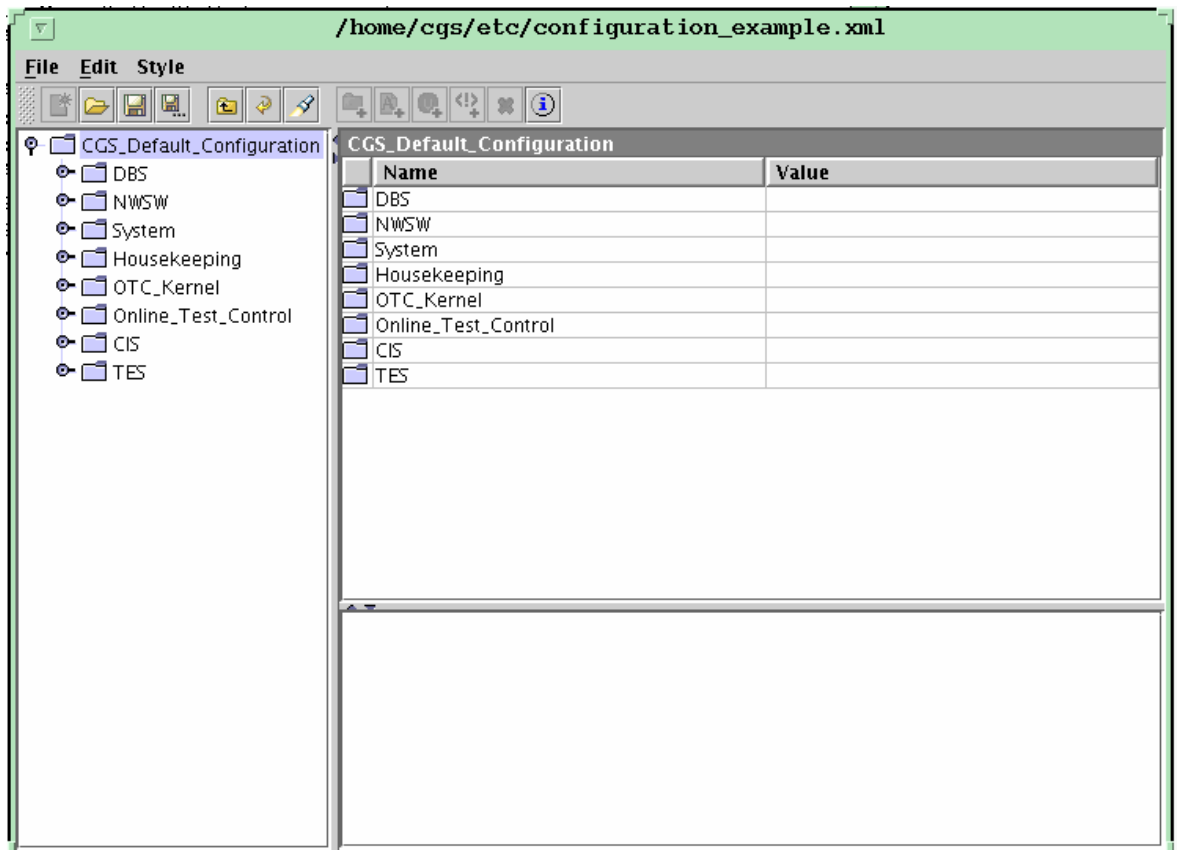 /home/cgs/etc/configuration_example.xml
File Edit Style
CGS_Default_Configuration
DBS
NWSW
System
Housekeeping
OTC_Kernel
Online_Test_Control
CIS
TES
CGS_Default_Configuration
Name Value
DBS
NWSW
System
Housekeeping
OTC_Kernel
Online_Test_Control
CIS
TES